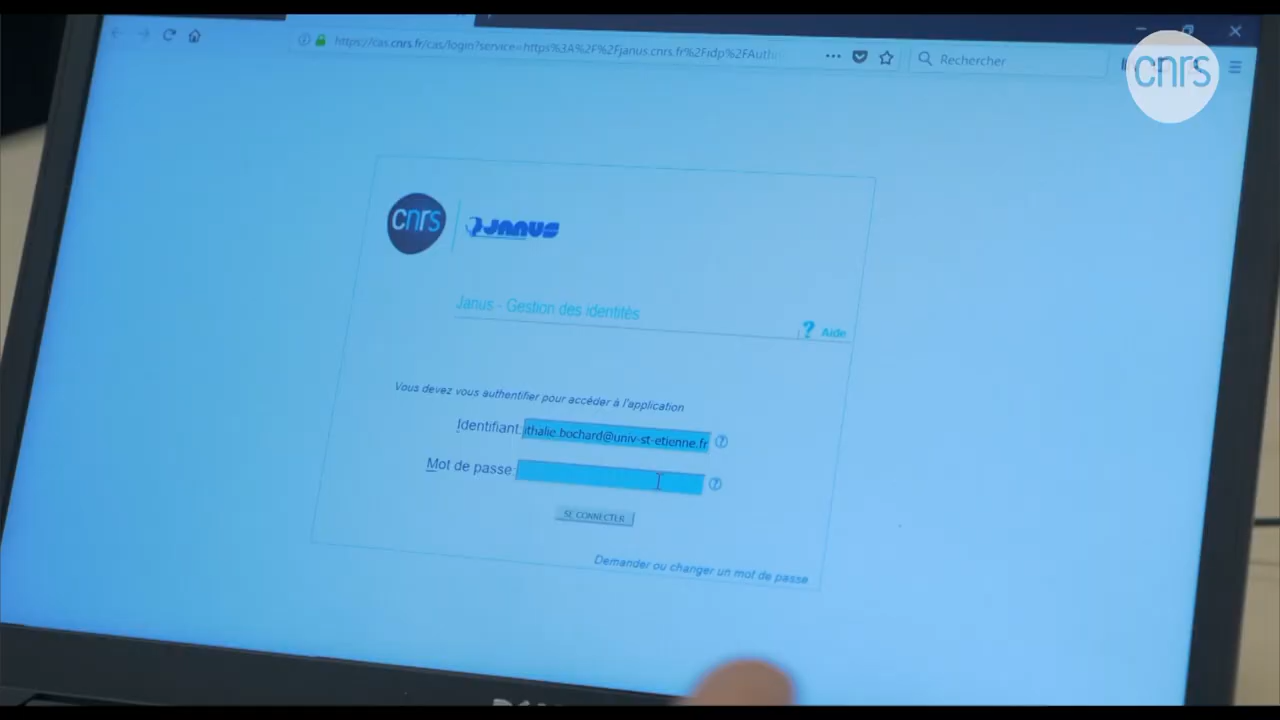 https://cas.cnrs.fr/cas/login?service=https%3A%2F%2Fjanus.cnrs.fr%2Fidp%2FAuth
Rechercher
cnrs
cnrs
JANUS
Janus - Gestion des identités
? Aide
Vous devez vous authentifier pour accéder à l'application
Identifiant: thalie.bochard@univ-st-etienne.fr
Mot de passe:
SE CONNECTER
Demander ou changer un mot de passe